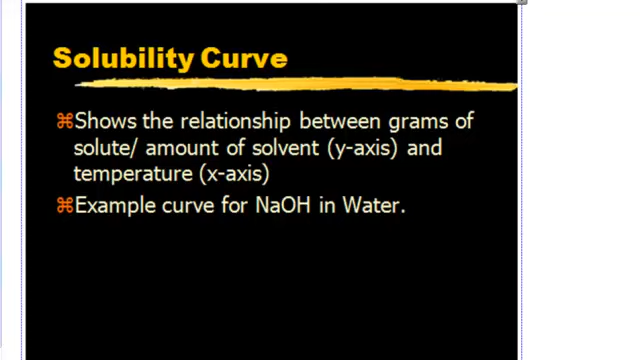 Solubility Curve
⌘Shows the relationship between grams of
solute/ amount of solvent (y-axis) and
temperature (x-axis)
⌘Example curve for NaOH in Water.